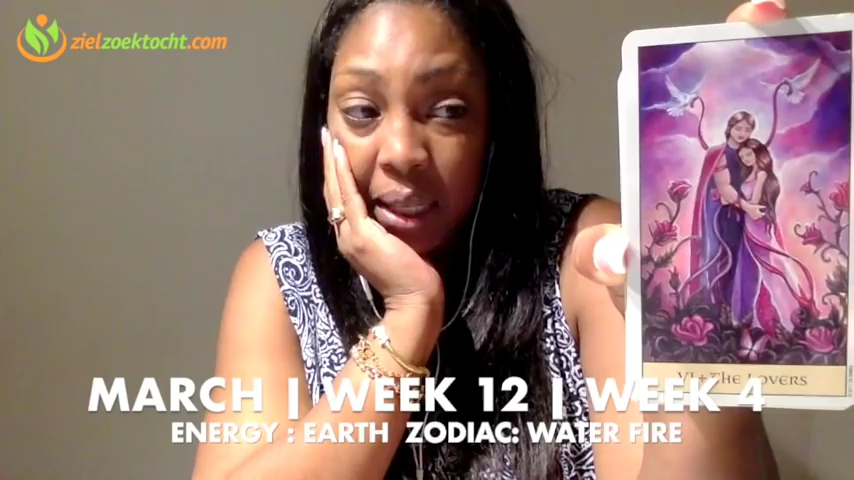 zielzoektocht.com
VI + THE LOVERS
MARCH | WEEK 12 | WEEK 4
ENERGY : EARTH ZODIAC: WATER FIRE